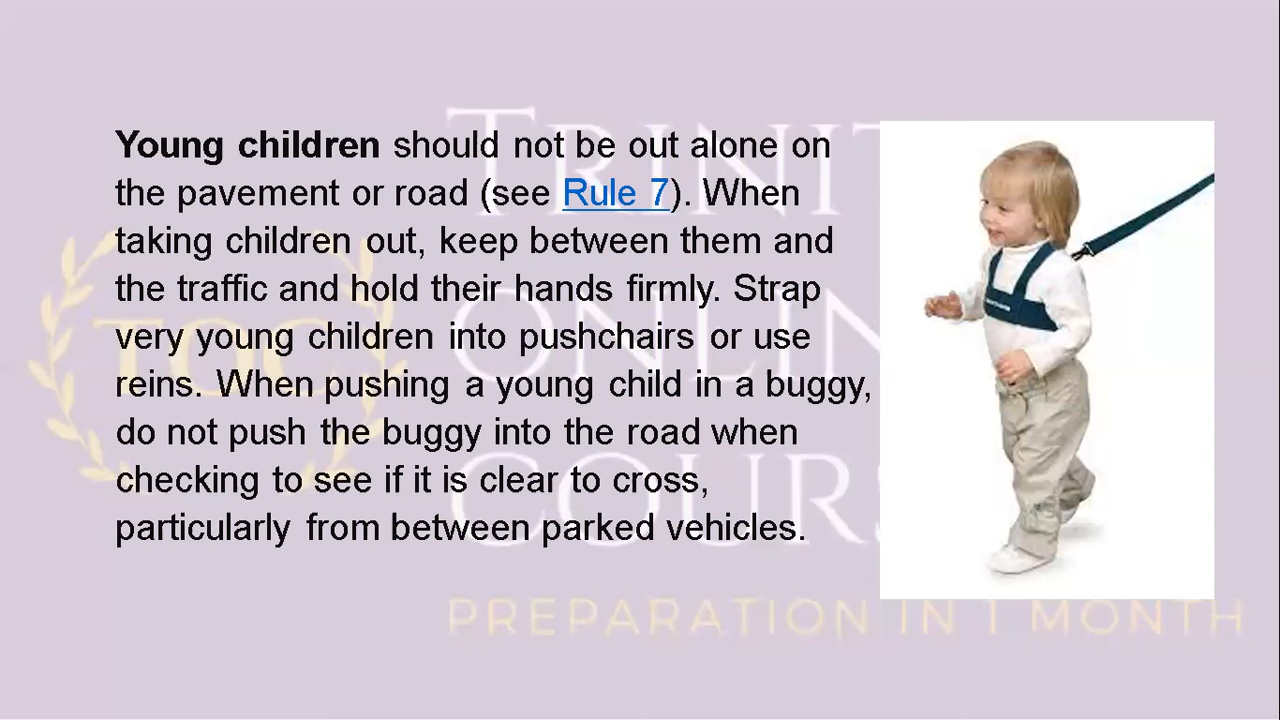 Young children should not be out alone on
the pavement or road (see Rule 7). When
taking children out, keep between them and
the traffic and hold their hands firmly. Strap
very young children into pushchairs or use
reins. When pushing a young child in a buggy,
do not push the buggy into the road when
checking to see if it is clear to cross,
particularly from between parked vehicles.
TOC
PREPARATION IN 1 MONTH